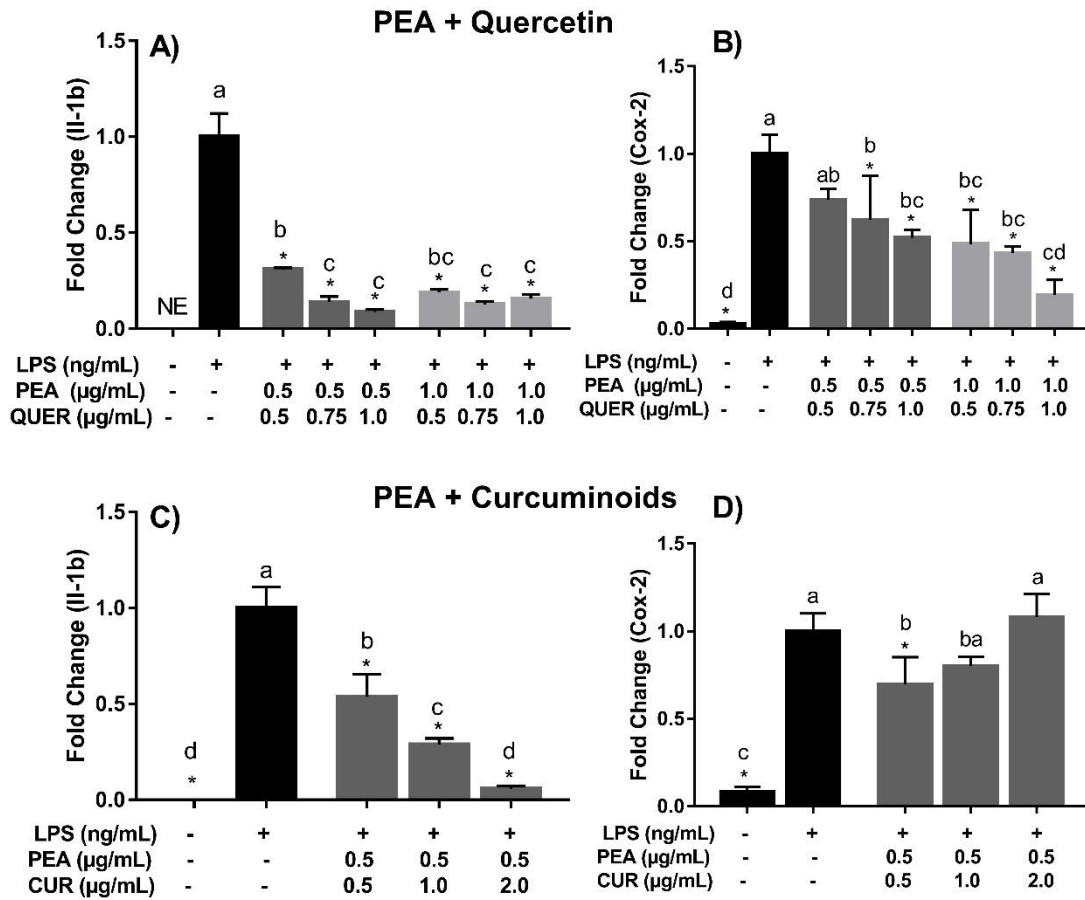 PEA + Quercetin
A)
Fold Change (Il-1b)
1.5
1.0
0.5
0.0
NE
a
b
*
c
*
c
*
bc
*
c
*
c
*
LPS (ng/mL) - + + + + + + +
PEA (µg/mL) - - 0.5 0.5 0.5 1.0 1.0 1.0
QUER (µg/mL) - - 0.5 0.75 1.0 0.5 0.75 1.0
B)
Fold Change (Cox-2)
1.5
1.0
0.5
0.0
d
*
a
ab
b
*
bc
*
bc
*
bc
*
cd
*
LPS (ng/mL) - + + + + + + +
PEA (µg/mL) - - 0.5 0.5 0.5 1.0 1.0 1.0
QUER (µg/mL) - - 0.5 0.75 1.0 0.5 0.75 1.0
PEA + Curcuminoids
C)
Fold Change (Il-1b)
1.5
1.0
0.5
0.0
d
*
a
b
*
c
*
d
*
LPS (ng/mL) - + + + +
PEA (µg/mL) - - 0.5 0.5 0.5
CUR (µg/mL) - - 0.5 1.0 2.0
D)
Fold Change (Cox-2)
1.5
1.0
0.5
0.0
c
*
a
b
*
ba
a
LPS (ng/mL) - + + + +
PEA (µg/mL) - - 0.5 0.5 0.5
CUR (µg/mL) - - 0.5 1.0 2.0